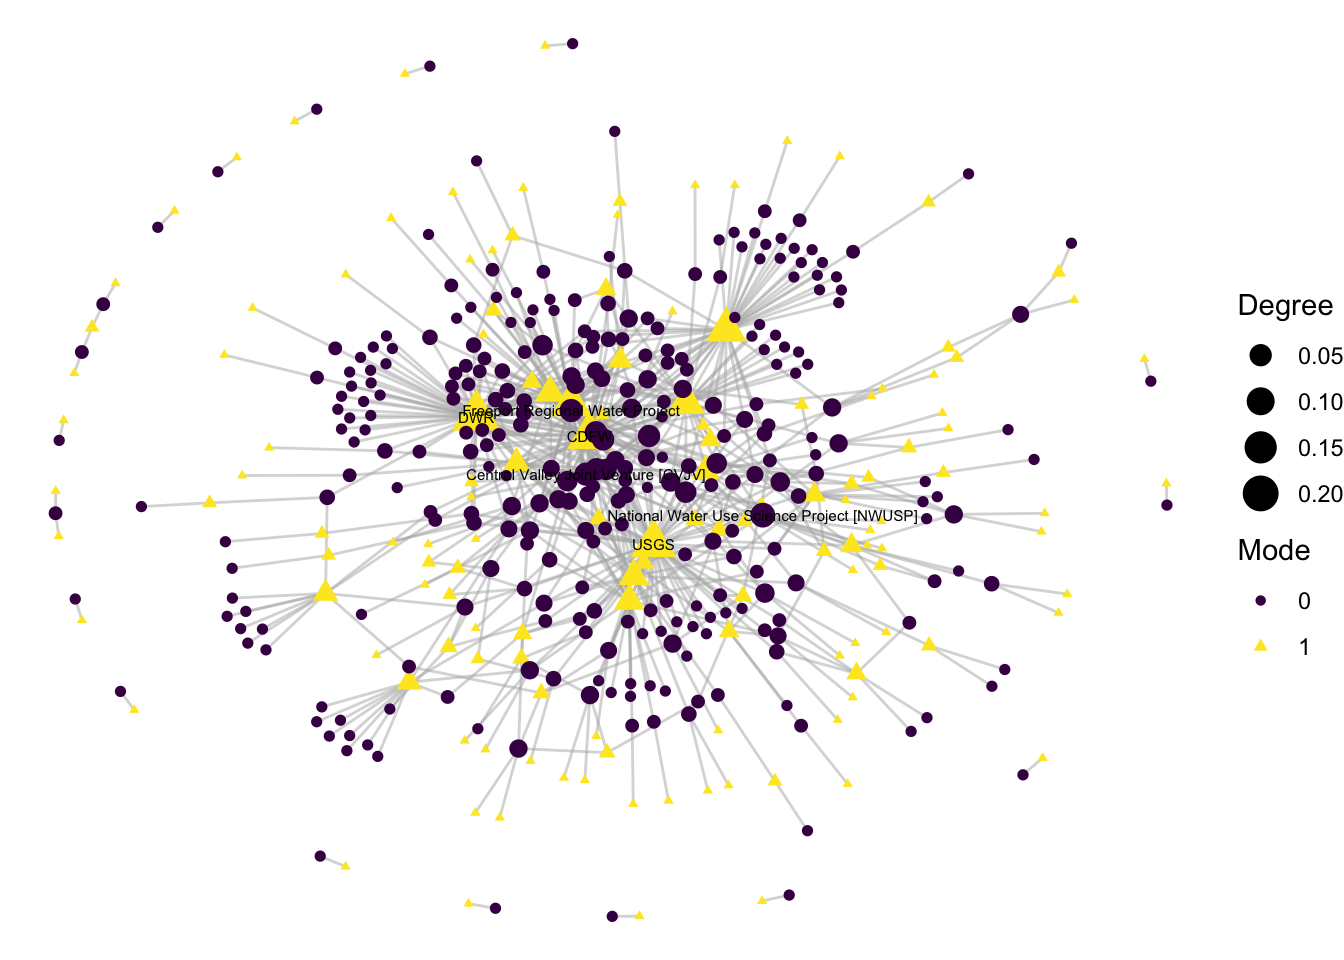 Freeport Regional Water Project
DWR
CDFW
Central Valley Joint Venture [CVJV]
National Water Use Science Project [NWUSP]
USGS
Degree
0.05
0.10
0.15
0.20
Mode
0
1